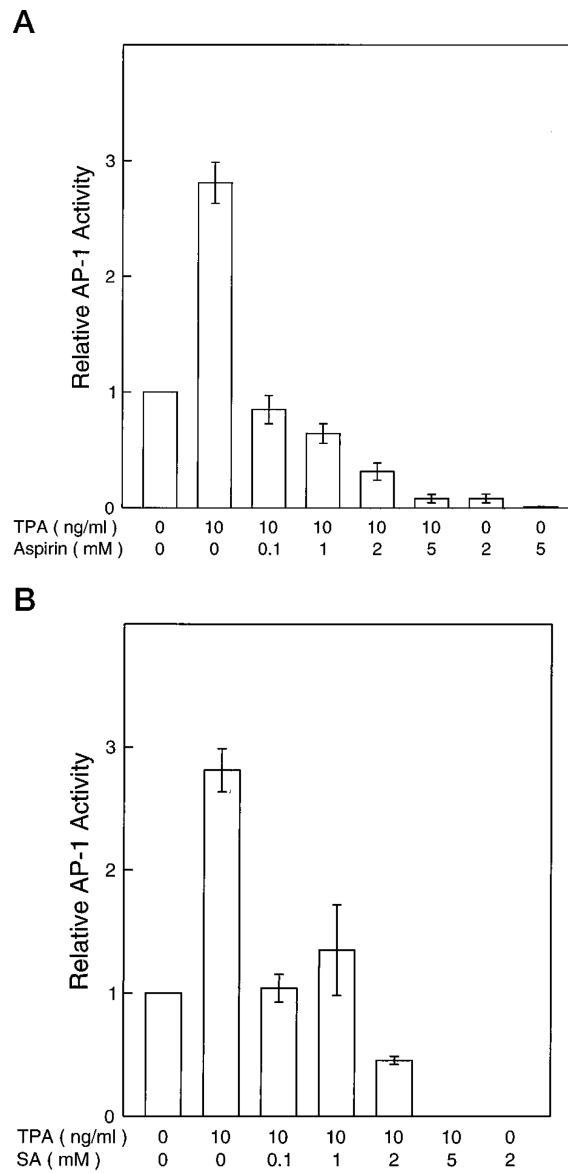 A
Relative AP-1 Activity
3
2
1
0
TPA ( ng/ml ) 0 10 10 10 10 10 0 0
Aspirin ( mM ) 0 0 0.1 1 2 5 2 5
B
Relative AP-1 Activity
3
2
1
0
TPA ( ng/ml ) 0 10 10 10 10 10 0
SA ( mM ) 0 0 0.1 1 2 5 2